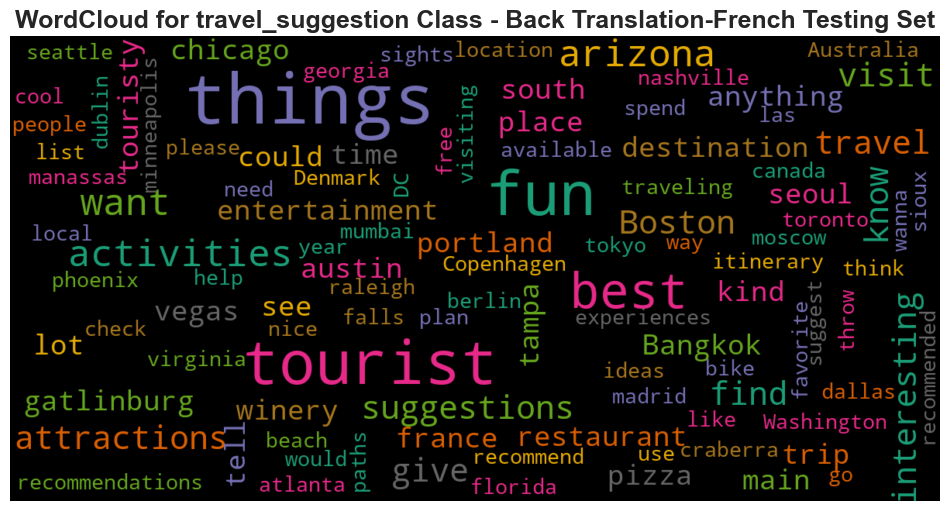 WordCloud for travel_suggestion Class - Back Translation-French Testing Set
seattle
touristy
chicago
sights
location
arizona
Australia
georgia
things
nashville
visit
cool
dublin
minneapolis
visiting
south
anything
people
spend
las
place
free
travel
list
please
could
time
available
destination
manassas
Denmark
DC
canada
need
traveling
seoul
know
wanna
sioux
want
entertainment
fun
Boston
toronto
local
mumbai
activities
year
portland
tokyo
way
moscow
Copenhagen
itinerary
think
phoenix
help
austin
raleigh
berlin
best
kind
vegas
see
tampa
favorite
suggest
throw
interesting
recommended
check
nice
falls
plan
experiences
lot
virginia
tourist
Bangkok
ideas
bike
madrid
find
dallas
gatlinburg
winery
suggestions
like
Washington
attractions
tell
beach
paths
france
restaurant
would
recommend
use
craberra
trip
recommendations
atlanta
give
florida
pizza
main
go